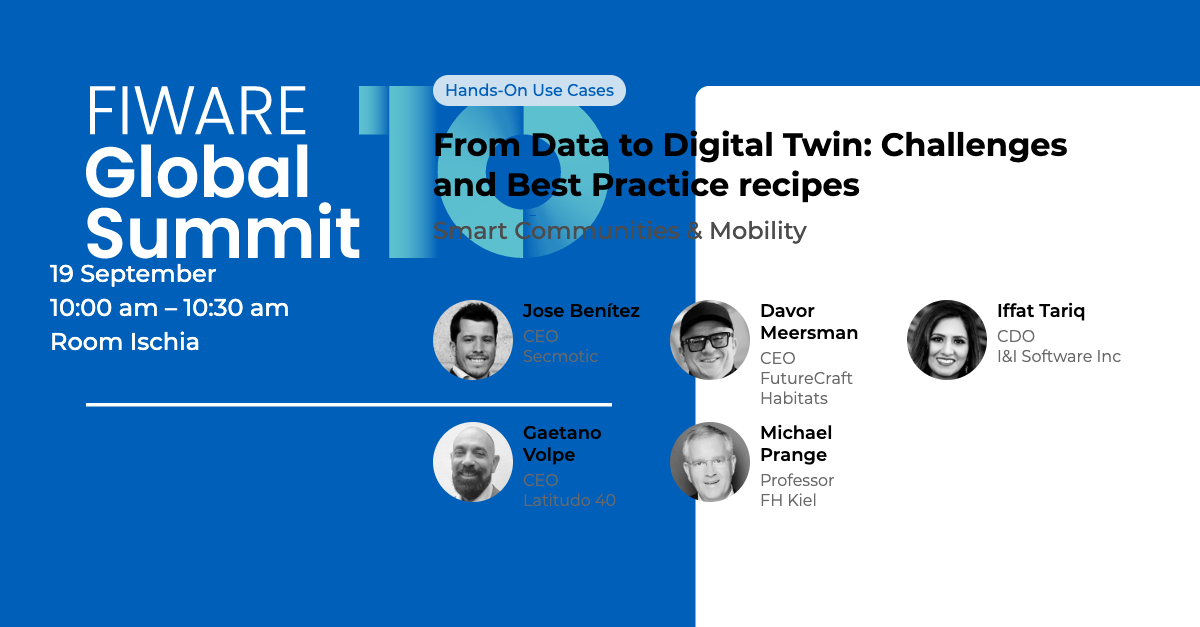 FIWARE
Global
Summit
10
19 September
10:00 am – 10:30 am
Room Ischia
Hands-On Use Cases
From Data to Digital Twin: Challenges
and Best Practice recipes
Smart Communities & Mobility
Jose Benítez
CEO
Secmotic
Davor
Meersman
CEO
FutureCraft
Habitats
Iffat Tariq
CDO
I&I Software Inc
Gaetano
Volpe
CEO
Latitudo 40
Michael
Prange
Professor
FH Kiel